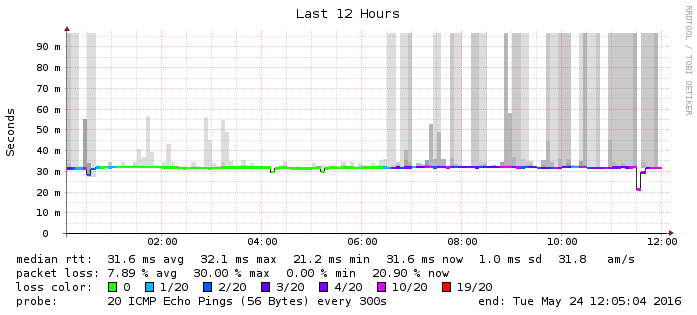 Last 12 Hours
RRDTOOL / TOBI OETIKER
Seconds
90 m
80 m
70 m
60 m
50 m
40 m
30 m
20 m
10 m
0
02:00 04:00 06:00 08:00 10:00 12:00
median rtt: 31.6 ms avg 32.1 ms max 21.2 ms min 31.6 ms now 1.0 ms sd 31.8 am/s
packet loss: 7.89 % avg 30.00 % max 0.00 % min 20.90 % now
loss color: 0 1/20 2/20 3/20 4/20 10/20 19/20
probe: 20 ICMP Echo Pings (56 Bytes) every 300s end: Tue May 24 12:05:04 2016